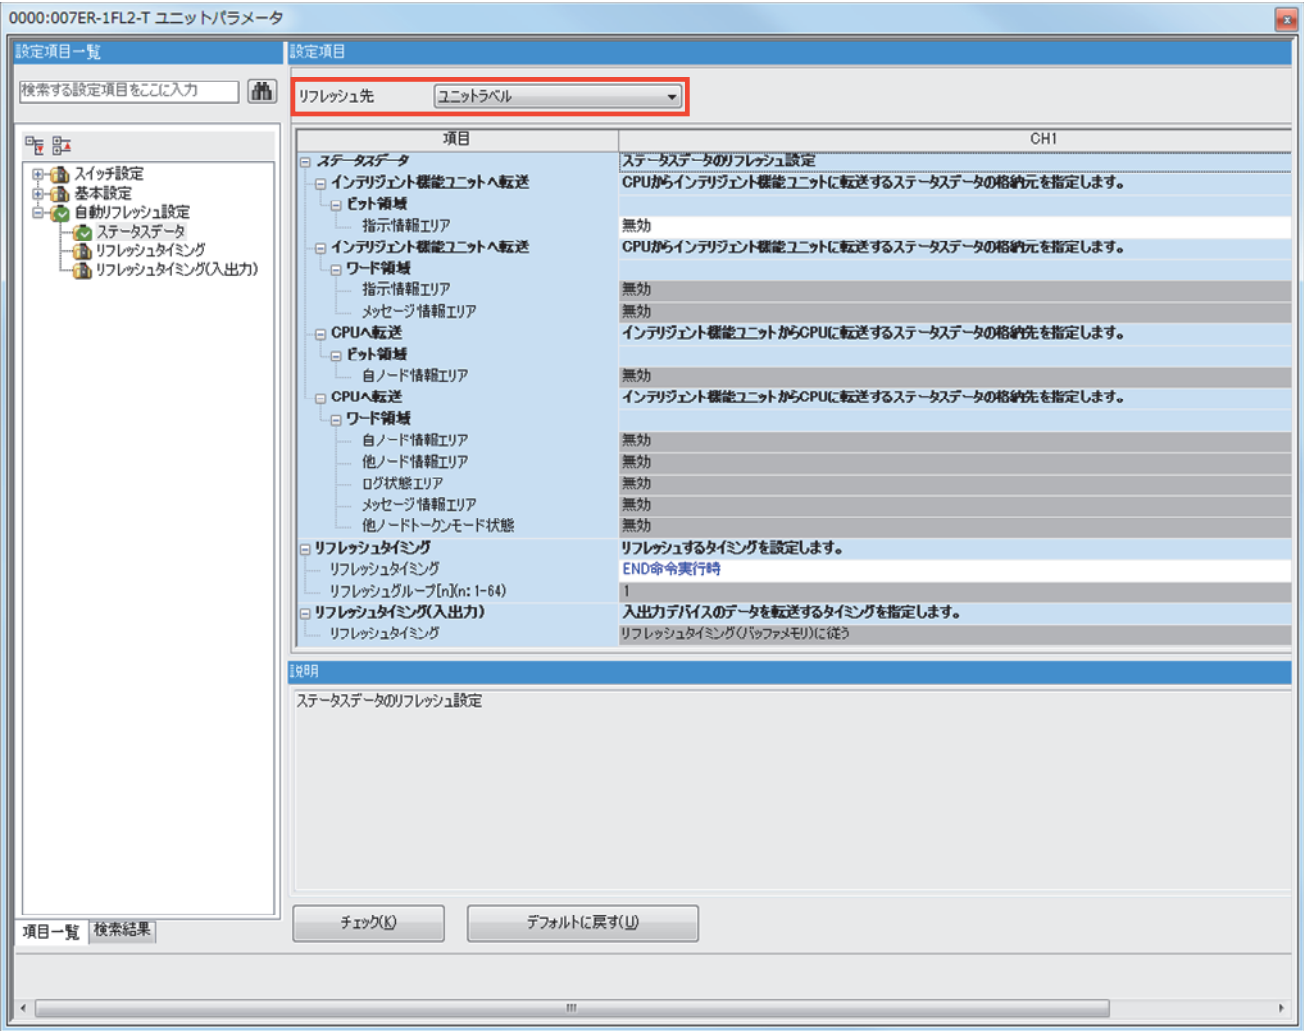 0000:007ER-1FL2-T ユニットパラメータ
設定項目一覧
検索する設定項目をここに入力
スイッチ設定
基本設定
自動リフレッシュ設定
ステータスデータ
リフレッシュタイミング
リフレッシュタイミング(入出力)
項目一覧 検索結果
設定項目
リフレッシュ先 ユニットラベル
項目 CH1
ステータスデータ ステータスデータのリフレッシュ設定
インテリジェント機能ユニットへ転送 CPUからインテリジェント機能ユニットに転送するステータスデータの格納元を指定します。
ビット領域
指示情報エリア 無効
インテリジェント機能ユニットへ転送 CPUからインテリジェント機能ユニットに転送するステータスデータの格納元を指定します。
ワード領域
指示情報エリア 無効
メッセージ情報エリア 無効
CPUへ転送 インテリジェント機能ユニットからCPUに転送するステータスデータの格納先を指定します。
ビット領域
自ノード情報エリア 無効
CPUへ転送 インテリジェント機能ユニットからCPUに転送するステータスデータの格納先を指定します。
ワード領域
自ノード情報エリア 無効
他ノード情報エリア 無効
ログ状態エリア 無効
メッセージ情報エリア 無効
他ノードトークンモード状態 無効
リフレッシュタイミング リフレッシュするタイミングを設定します。
リフレッシュタイミング END命令実行時
リフレッシュグループ[n](n: 1-64) 1
リフレッシュタイミング(入出力) 入出力デバイスのデータを転送するタイミングを指定します。
リフレッシュタイミング リフレッシュタイミング(バッファメモリ)に従う
説明
ステータスデータのリフレッシュ設定
チェック(K) デフォルトに戻す(U)